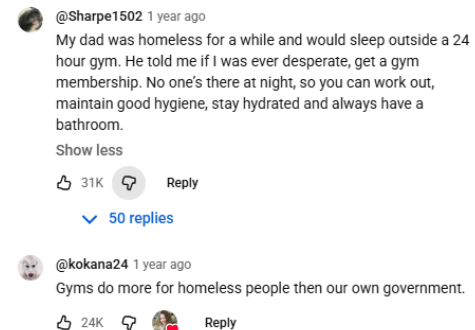 @Sharpe1502 1 year ago
My dad was homeless for a while and would sleep outside a 24
hour gym. He told me if I was ever desperate, get a gym
membership. No one's there at night, so you can work out,
maintain good hygiene, stay hydrated and always have a
bathroom.
Show less
31K Reply
50 replies
@kokana24 1 year ago
Gyms do more for homeless people then our own government.
24K Reply